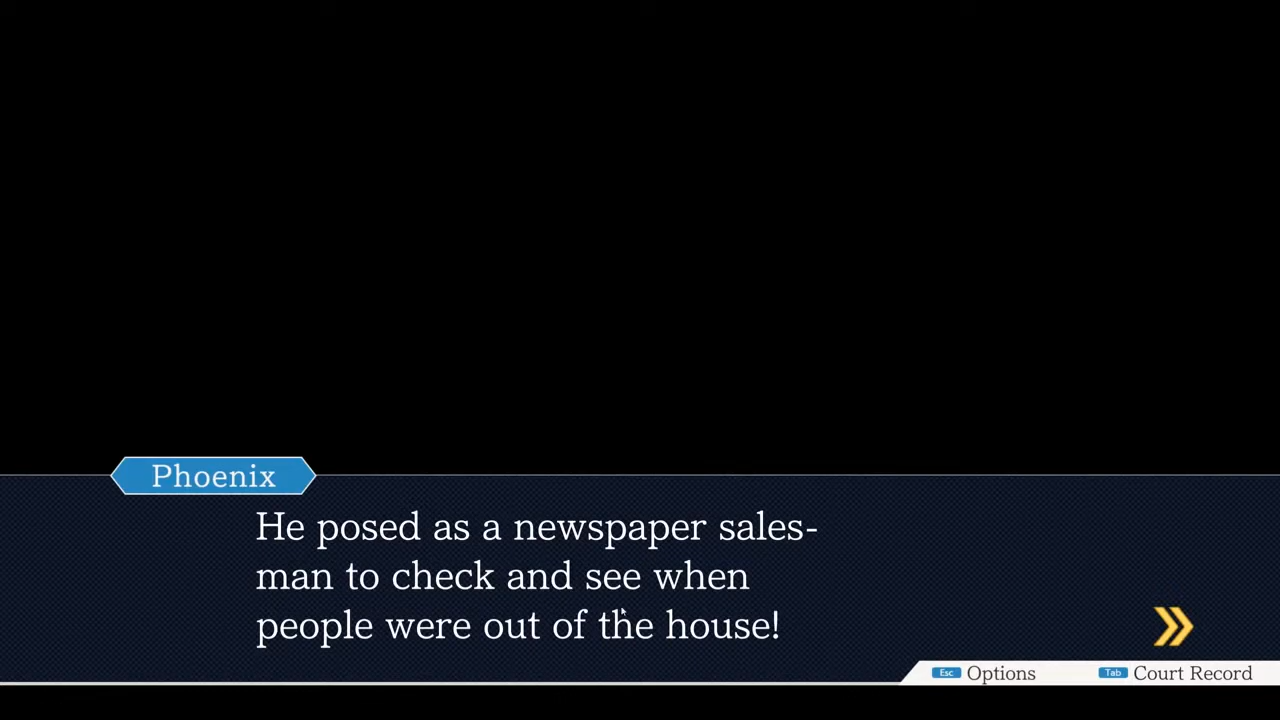 Phoenix
He posed as a newspaper sales-
man to check and see when
people were out of the house!
Esc Options Tab Court Record